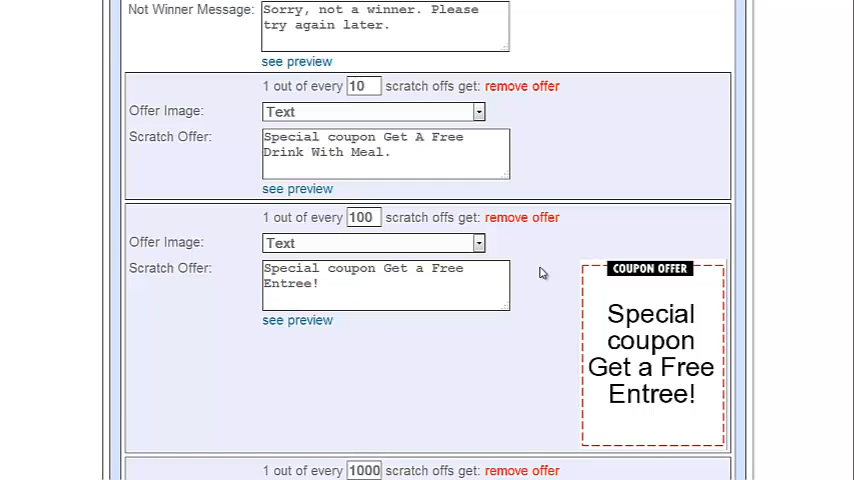 Not Winner Message: Sorry, not a winner. Please
try again later.
see preview
1 out of every 10 scratch offs get: remove offer
Offer Image: Text
Scratch Offer: Special coupon Get A Free
Drink With Meal.
see preview
1 out of every 100 scratch offs get: remove offer
Offer Image: Text
Scratch Offer: Special coupon Get a Free
Entree!
see preview
COUPON OFFER
Special
coupon
Get a Free
Entree!
1 out of every 1000 scratch offs get: remove offer